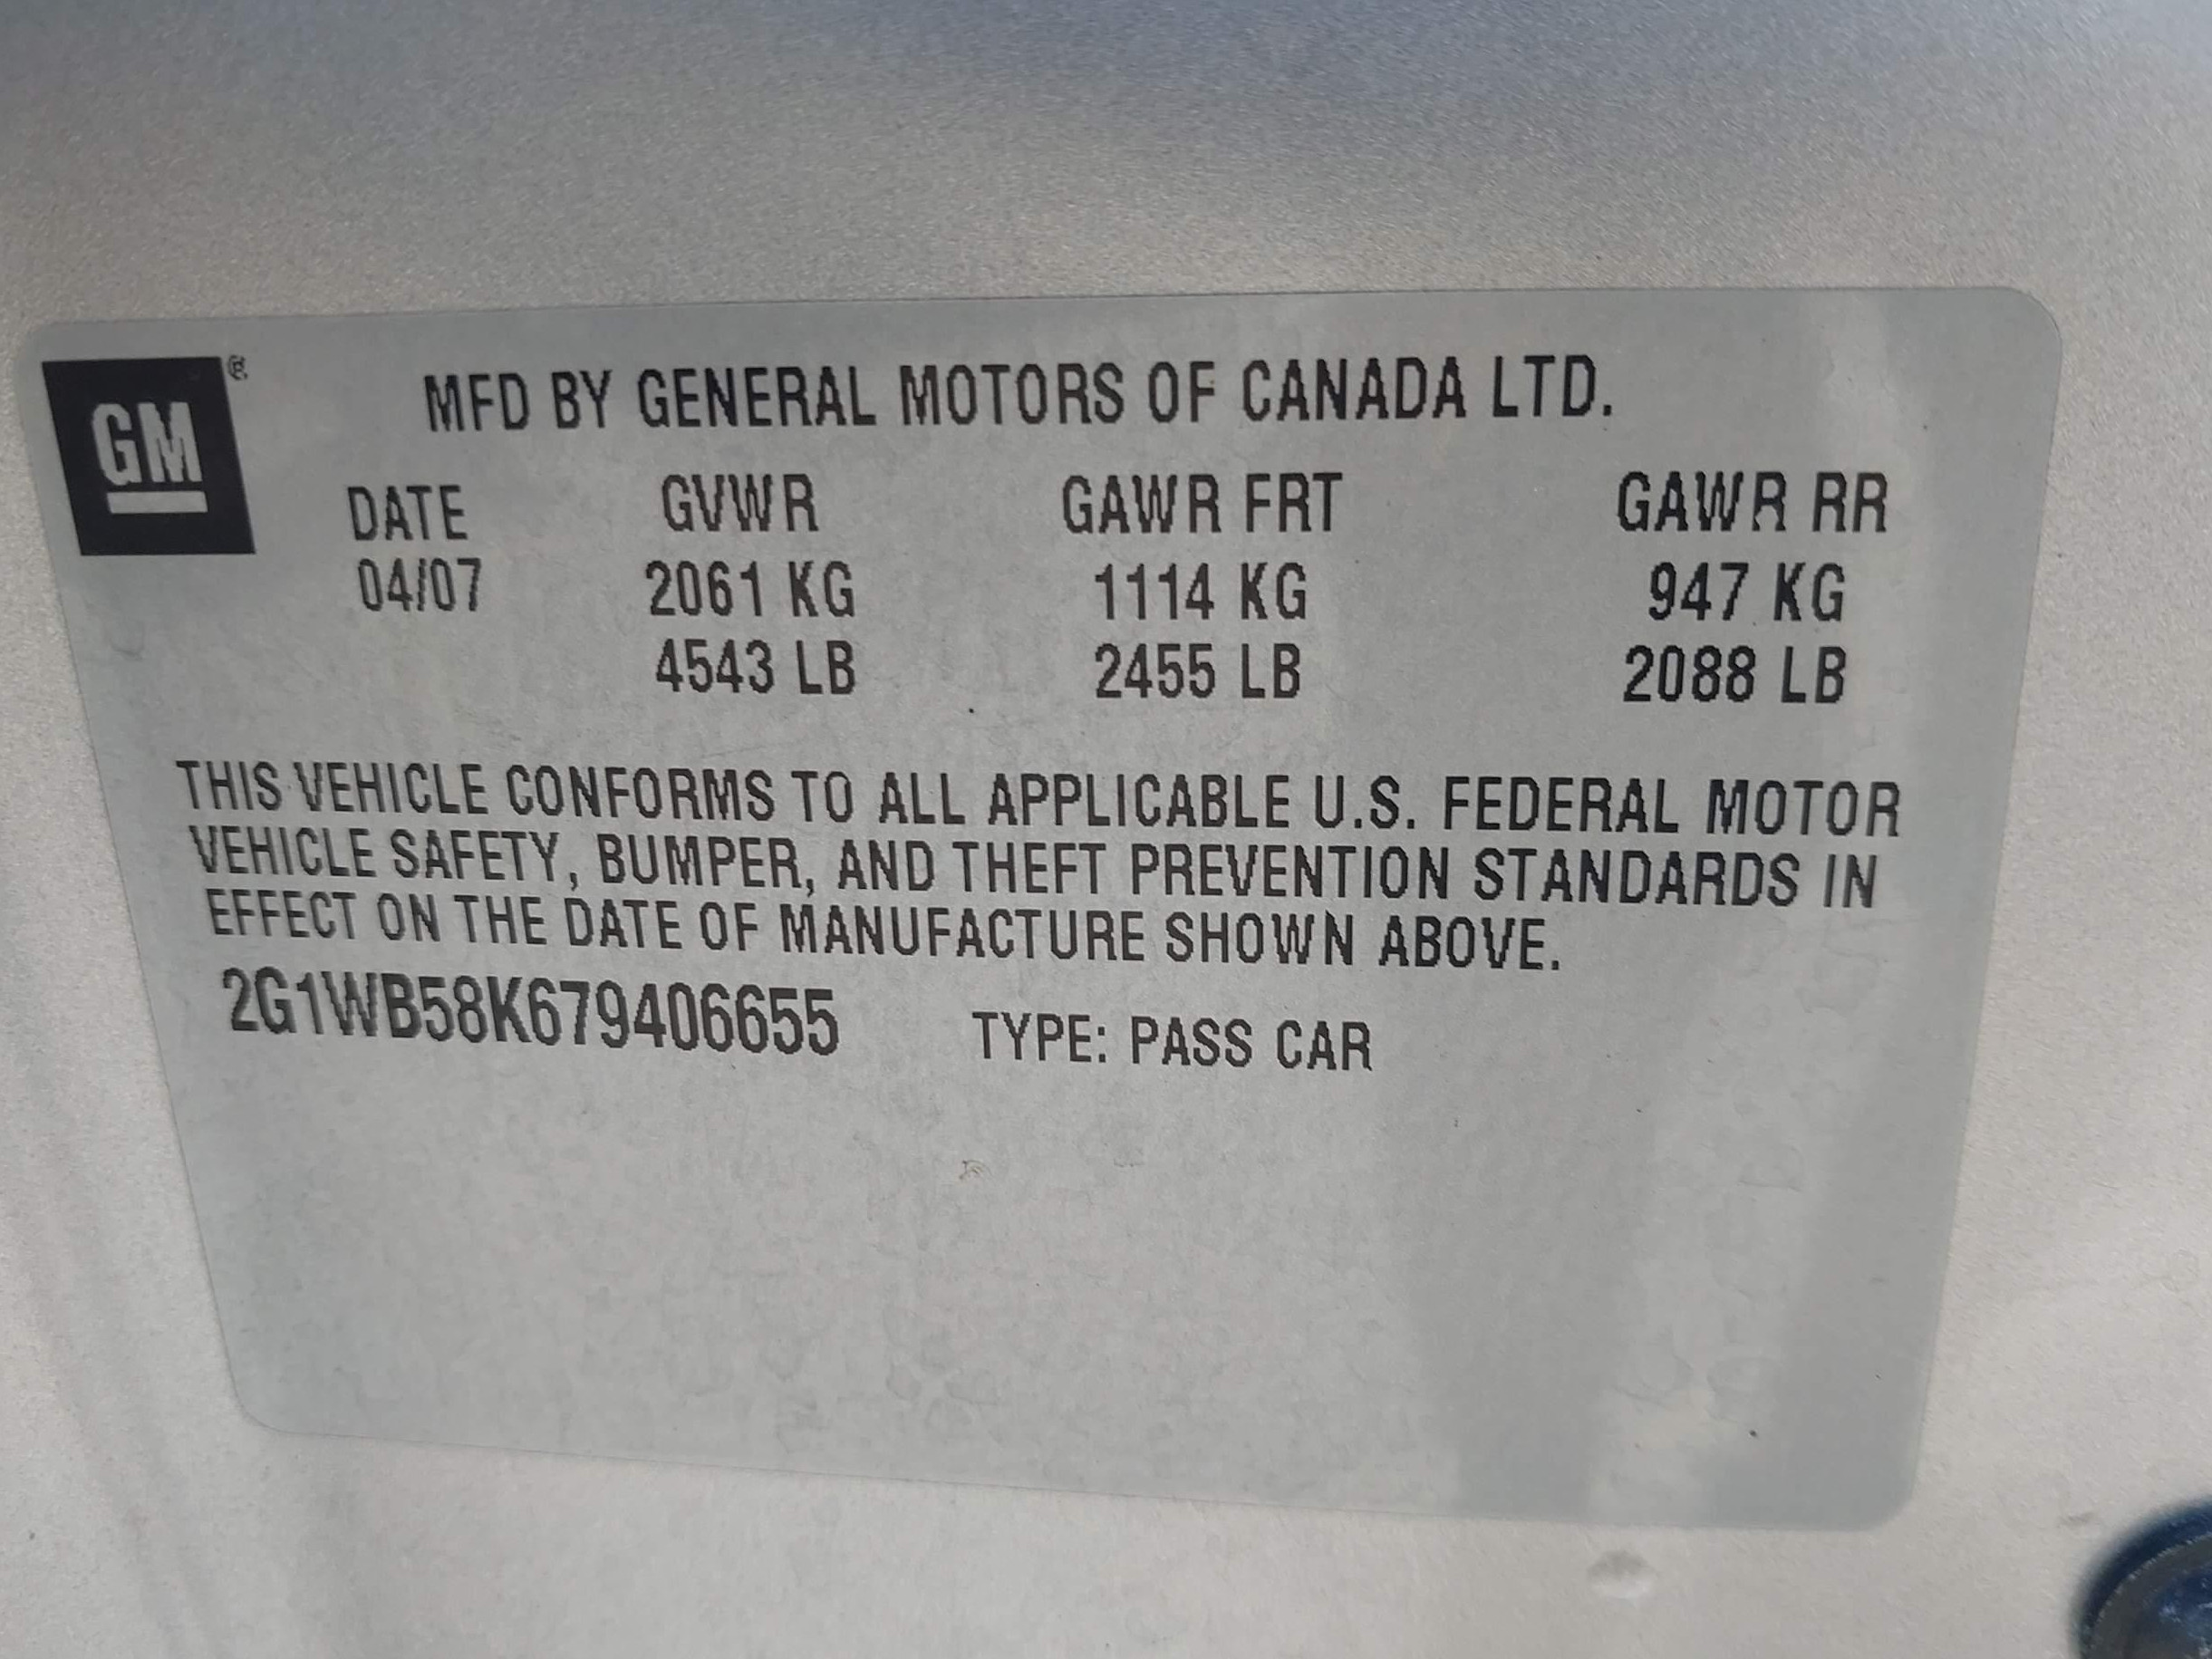 GM ®
MFD BY GENERAL MOTORS OF CANADA LTD.
DATE GVWR GAWR FRT GAWR RR
04/07 2061 KG 1114 KG 947 KG
4543 LB 2455 LB 2088 LB
THIS VEHICLE CONFORMS TO ALL APPLICABLE U.S. FEDERAL MOTOR
VEHICLE SAFETY, BUMPER, AND THEFT PREVENTION STANDARDS IN
EFFECT ON THE DATE OF MANUFACTURE SHOWN ABOVE.
2G1WB58K679406655 TYPE: PASS CAR